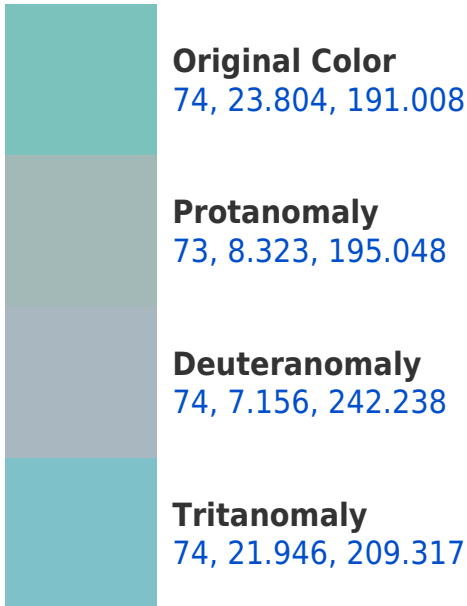 Original Color
74, 23.804, 191.008
Protanomaly
73, 8.323, 195.048
Deuteranomaly
74, 7.156, 242.238
Tritanomaly
74, 21.946, 209.317